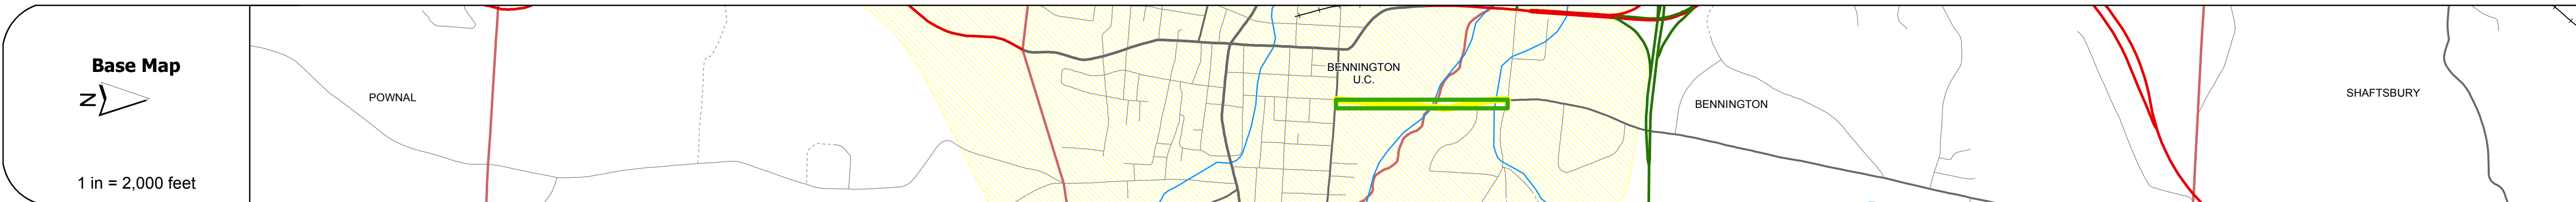 Base Map
N
1 in = 2,000 feet
POWNAL
BENNINGTON
U.C.
BENNINGTON
SHAFTSBURY